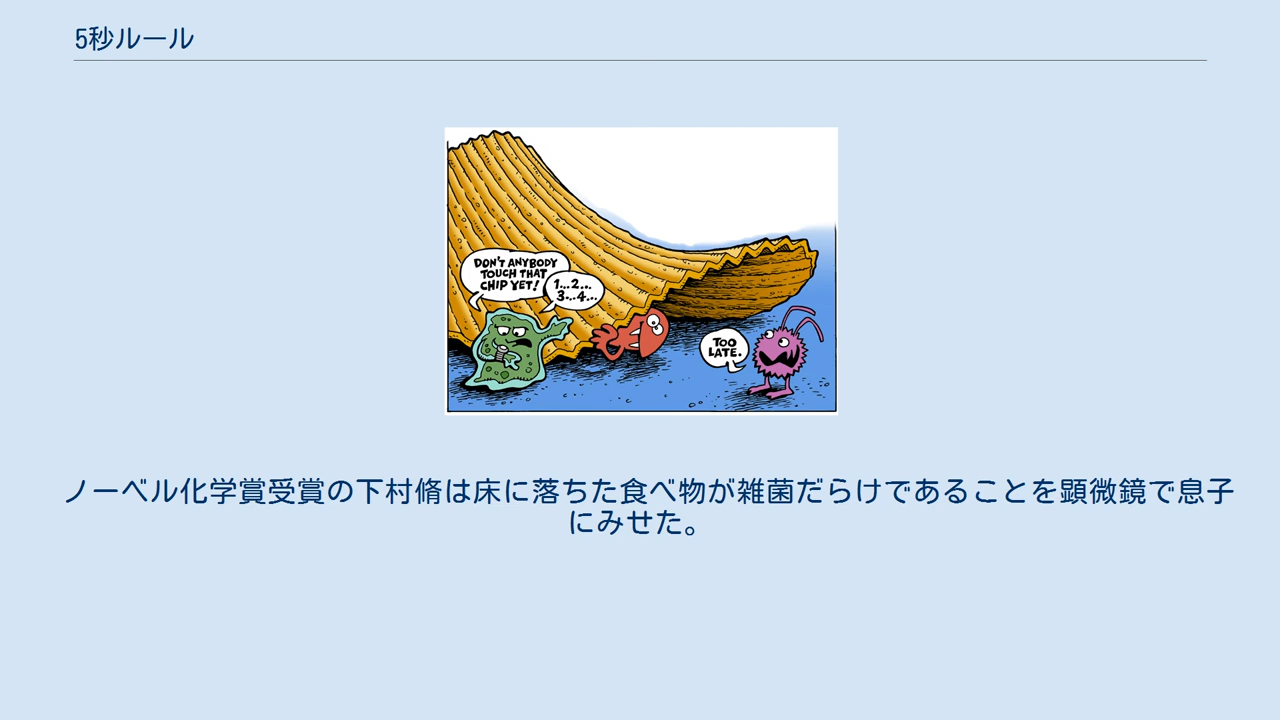 5秒ルール
DON'T ANYBODY
TOUCH THAT
CHIP YET!
1...2...
3...4...
TOO
LATE.
ノーベル化学賞受賞の下村脩は床に落ちた食べ物が雑菌だらけであることを顕微鏡で息子
にみせた。